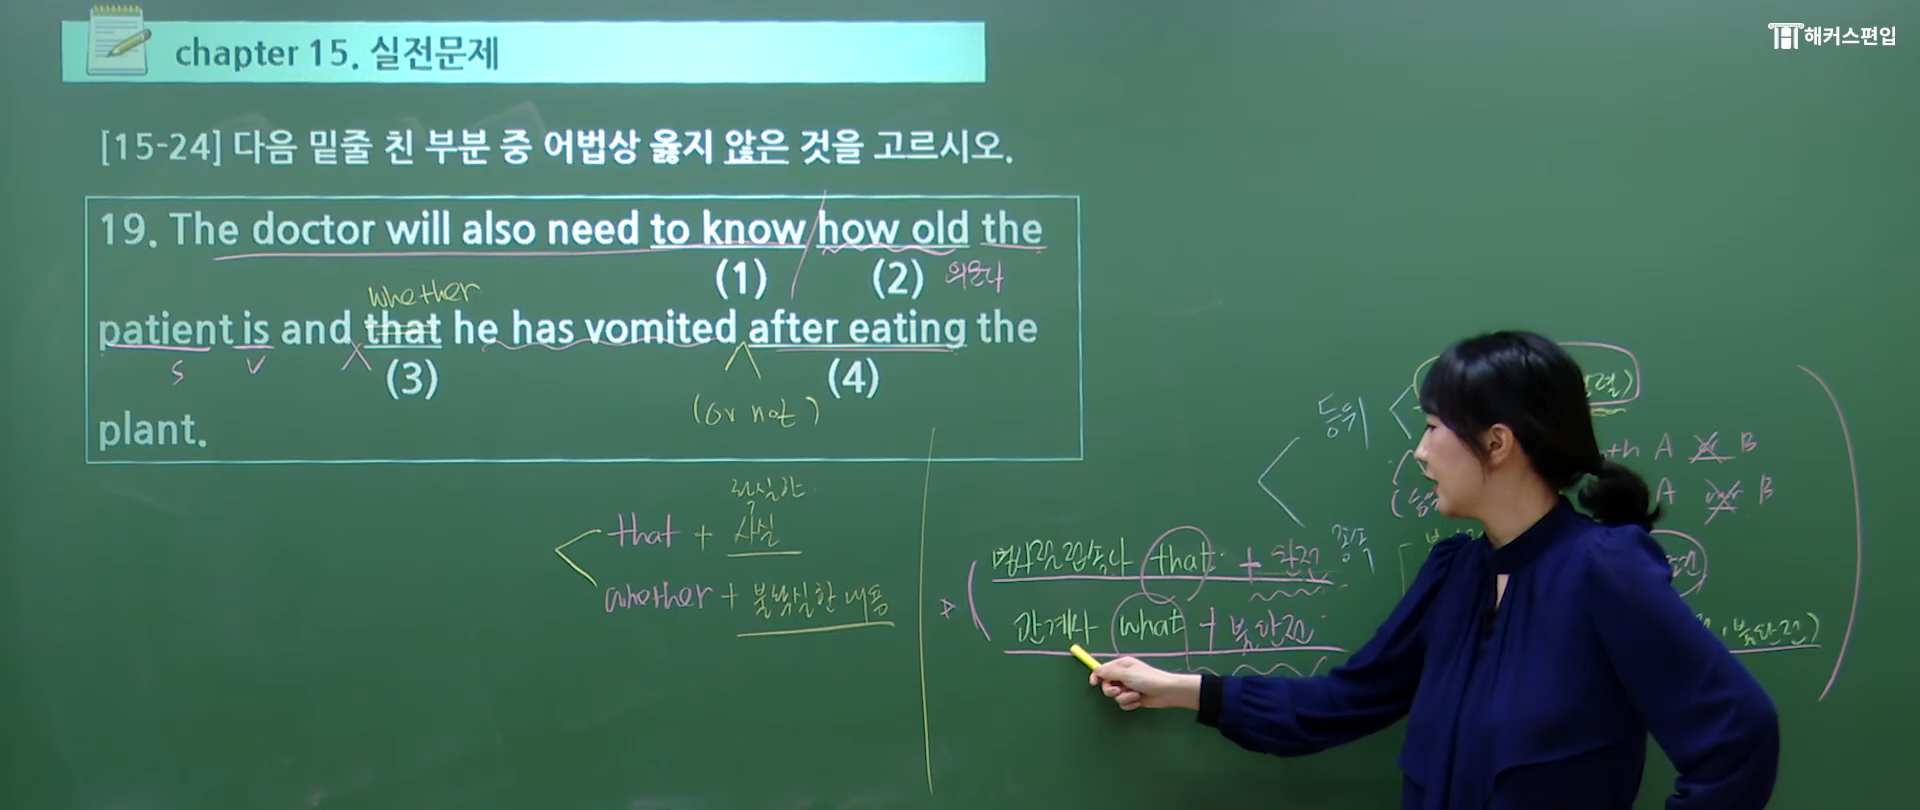 해커스편입
chapter 15. 실전문제
[15-24] 다음 밑줄 친 부분 중 어법상 옳지 않은 것을 고르시오.
19. The doctor will also need to know how old the
(1) (2) 의문사
whether
patient is and that he has vomited after eating the
S V (3) (4)
(or not)
plant.
확실한
that + 사실
whether + 불확실한 내용
명사절 접속사 that + 완전
관계사 what + 불완전
등위
종속
A B
A B
, 불완전)